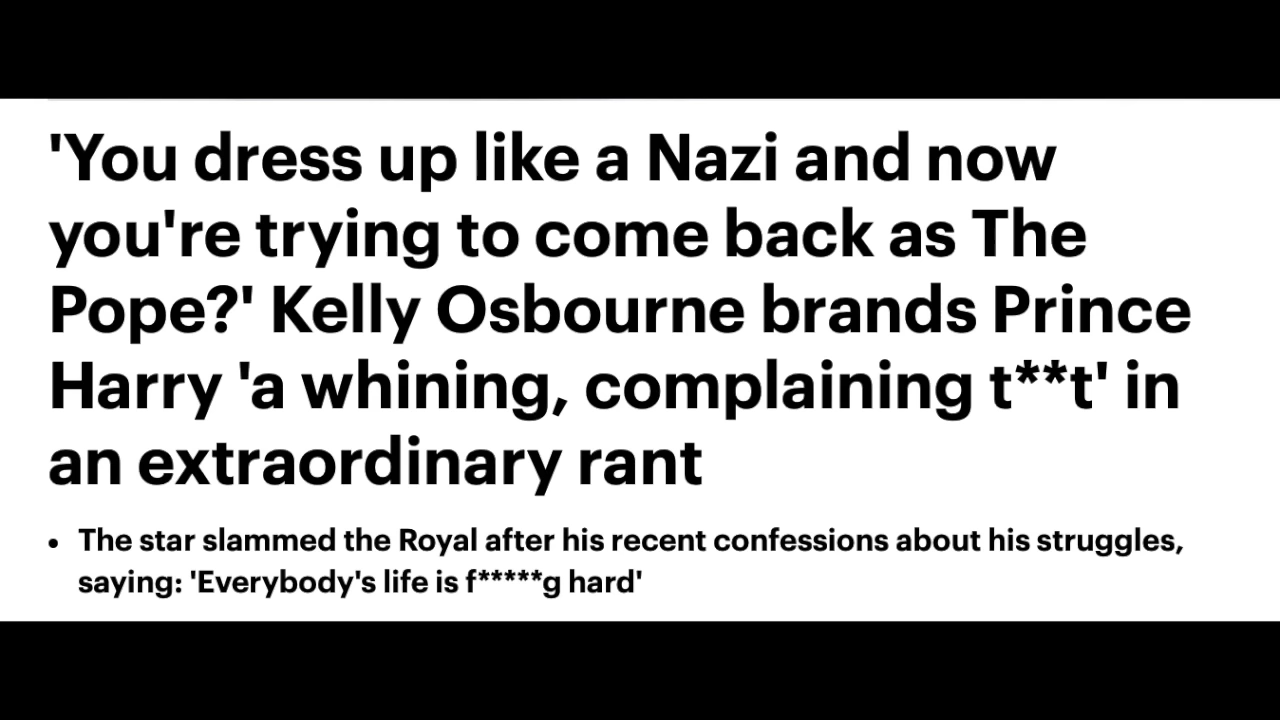 'You dress up like a Nazi and now
you're trying to come back as The
Pope?' Kelly Osbourne brands Prince
Harry 'a whining, complaining t**t' in
an extraordinary rant
• The star slammed the Royal after his recent confessions about his struggles,
saying: 'Everybody's life is f*****g hard'